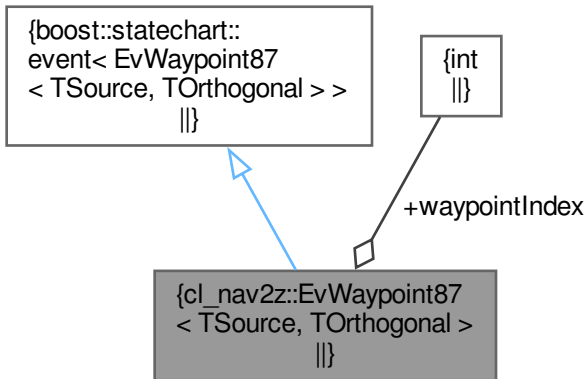 {boost::statechart::
event< EvWaypoint87
< TSource, TOrthogonal > >
||}
{int
||}
+waypointIndex
{cl_nav2z::EvWaypoint87
< TSource, TOrthogonal >
||}